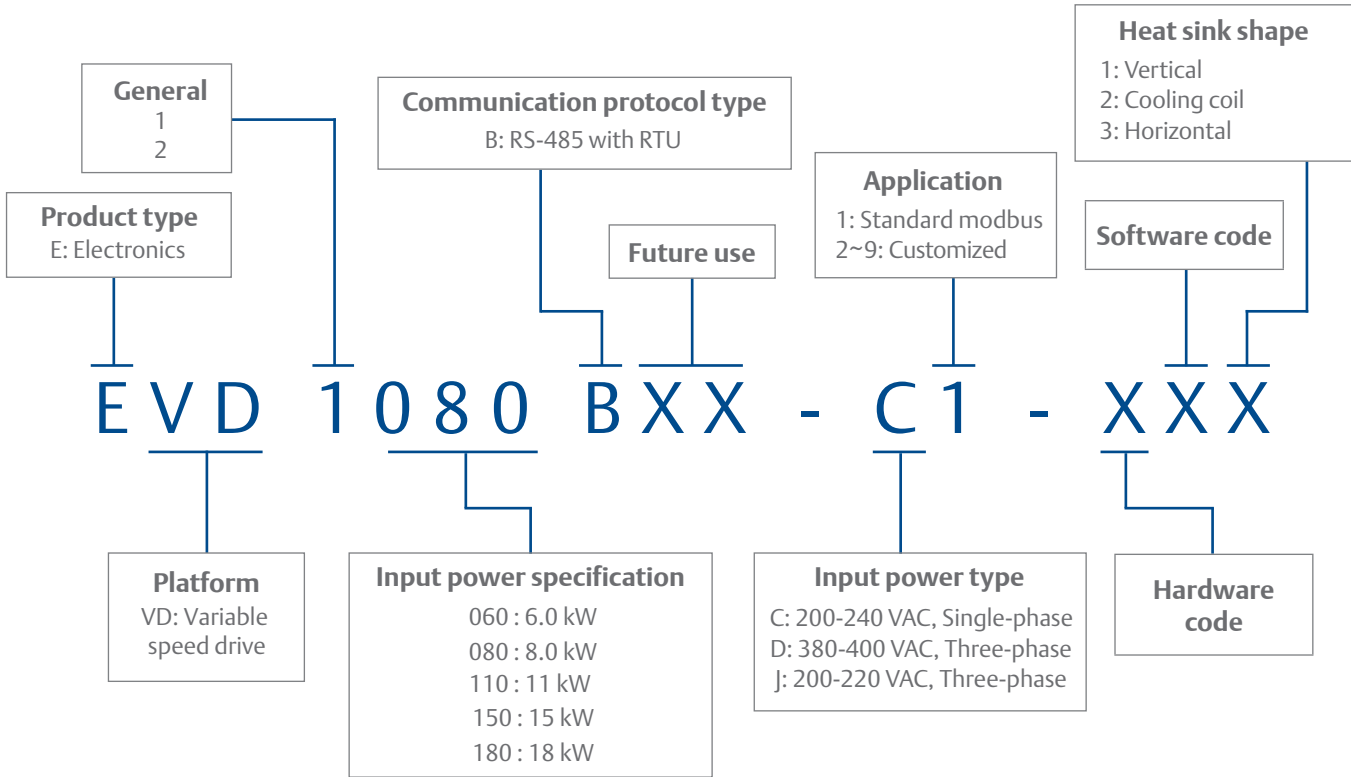 Heat sink shape
1: Vertical
2: Cooling coil
3: Horizontal
General
1
2
Communication protocol type
B: RS-485 with RTU
Application
1: Standard modbus
2~9: Customized
Product type
E: Electronics
Future use
Software code
EVD 1080 BXX - C1 - XXX
Platform
VD: Variable
speed drive
Input power specification
060 : 6.0 kW
080 : 8.0 kW
110 : 11 kW
150 : 15 kW
180 : 18 kW
Input power type
C: 200-240 VAC, Single-phase
D: 380-400 VAC, Three-phase
J: 200-220 VAC, Three-phase
Hardware
code